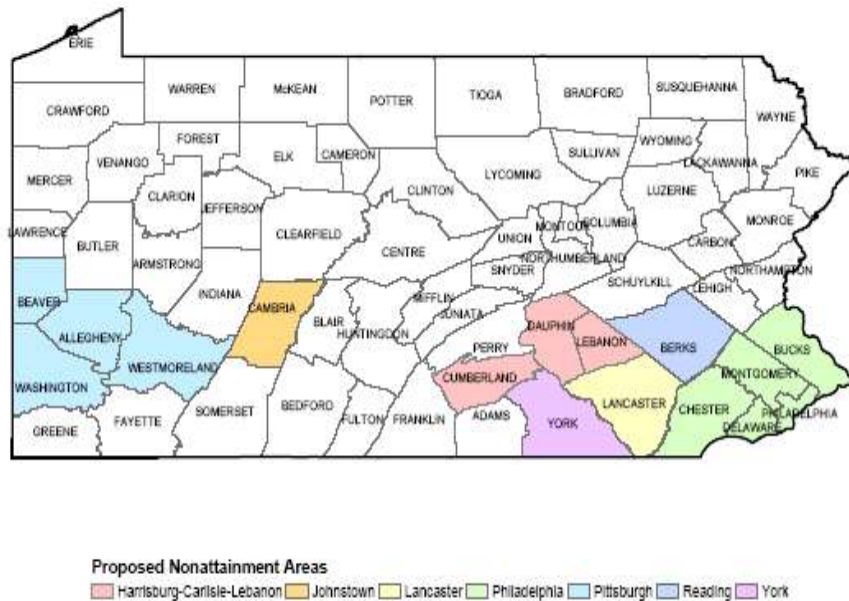 ERIE
WARREN McKEAN POTTER TIOGA BRADFORD SUSQUEHANNA
CRAWFORD WAYNE
FOREST WYOMING
VENANGO ELK CAMERON SULLIVAN LACKAWANNA
MERCER LYCOMING PIKE
CLARION CLINTON LUZERNE
JEFFERSON
LAWRENCE CLEARFIELD MONTOUR COLUMBIA MONROE
BUTLER CENTRE UNION CARBON
ARMSTRONG NORTHUMBERLAND
SNYDER NORTHAMPTON
BEAVER INDIANA CAMBRIA MIFFLIN SCHUYLKILL LEHIGH
BLAIR JUNIATA
ALLEGHENY HUNTINGDON DAUPHIN
WESTMORELAND PERRY LEBANON BERKS BUCKS
WASHINGTON CUMBERLAND MONTGOMERY
SOMERSET BEDFORD LANCASTER CHESTER PHILADELPHIA
GREENE FAYETTE FULTON FRANKLIN ADAMS YORK DELAWARE
Proposed Nonattainment Areas
Harrisburg-Carlisle-Lebanon Johnstown Lancaster Philadelphia Pittsburgh Reading York